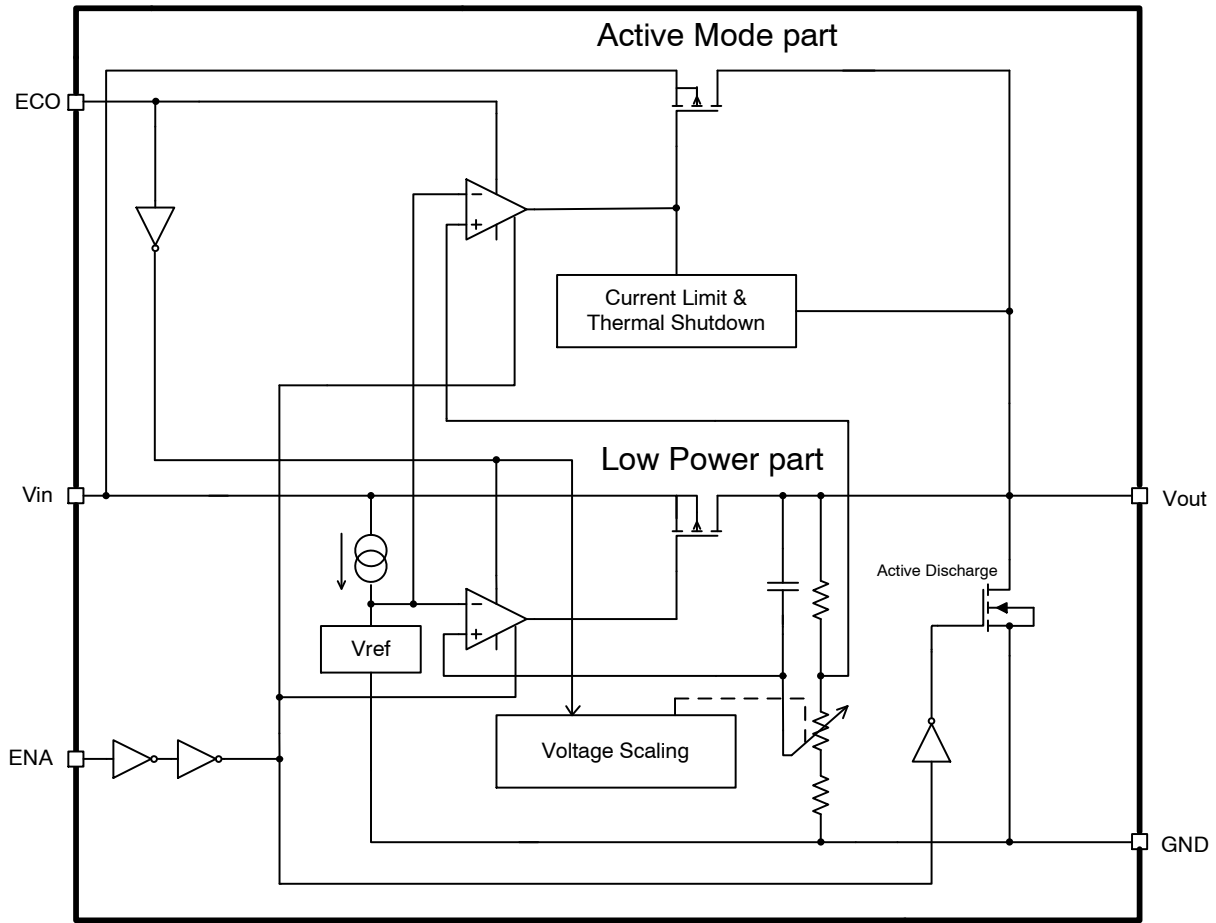 Active Mode part
ECO
−
+
Current Limit &
Thermal Shutdown
Low Power part
Vin
Vout
Active Discharge
−
+
Vref
Voltage Scaling
ENA
GND